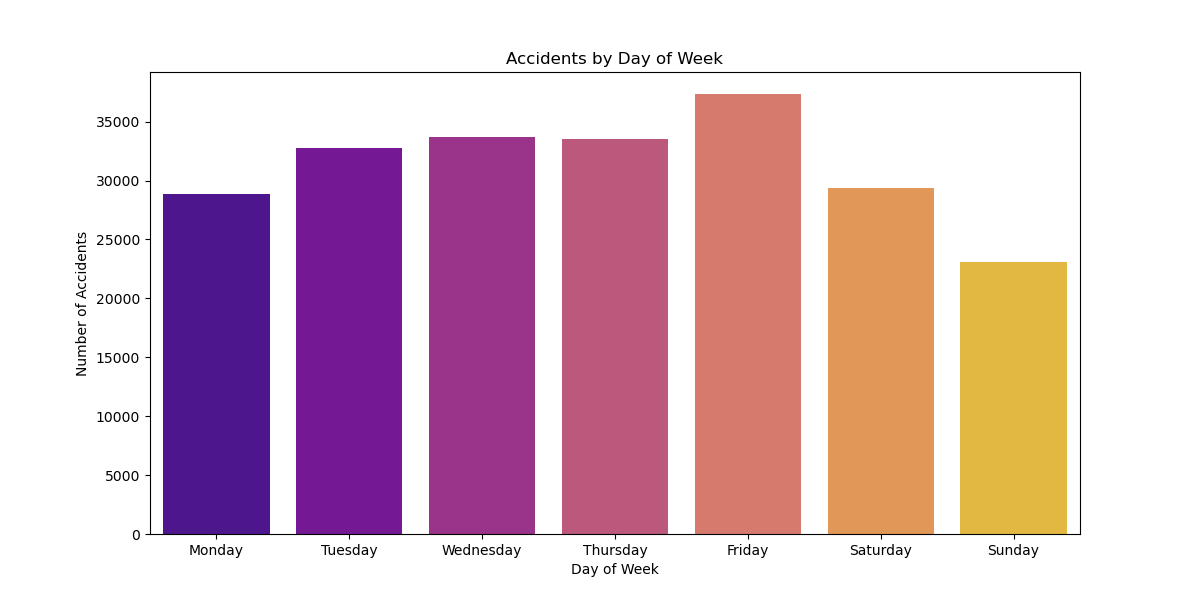 Accidents by Day of Week
Number of Accidents
35000
30000
25000
20000
15000
10000
5000
0
Monday Tuesday Wednesday Thursday Friday Saturday Sunday
Day of Week